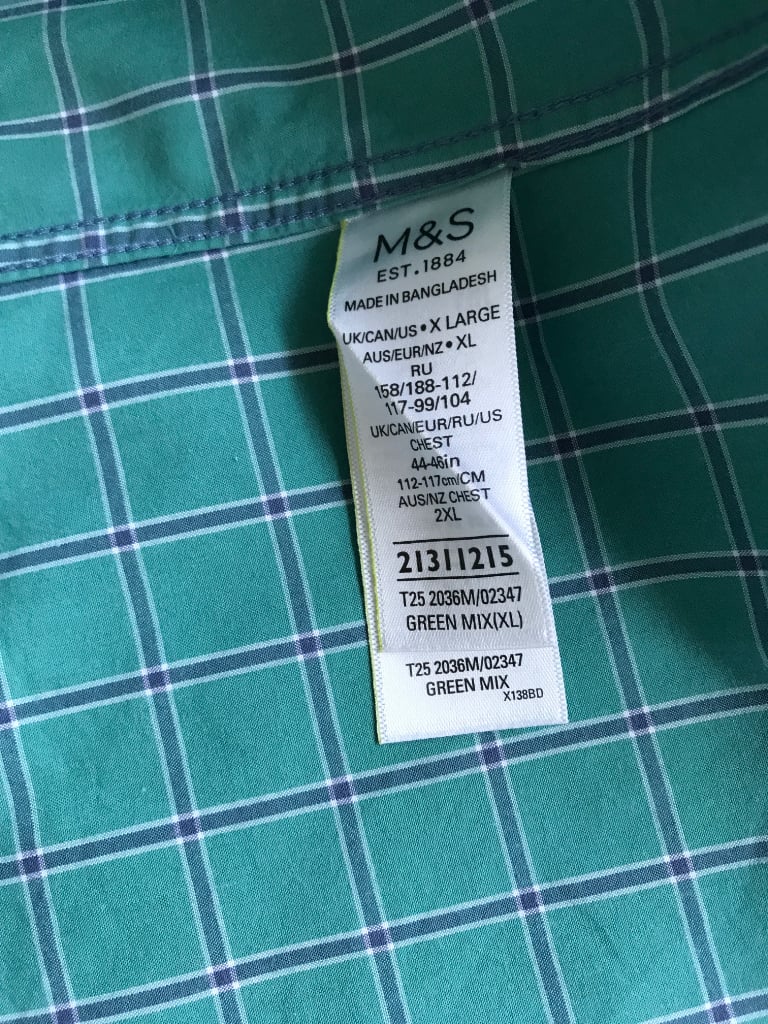 M&S
EST.1884
MADE IN BANGLADESH
UK/CAN/US • X LARGE
AUS/EUR/NZ • XL
RU
158/188-112/
117-99/104
UK/CAN/EUR/RU/US
CHEST
44-46in
112-117cm/CM
AUS/NZ CHEST
2XL
21311215
T25 2036M/02347
GREEN MIX(XL)
T25 2036M/02347
GREEN MIX
X138BD